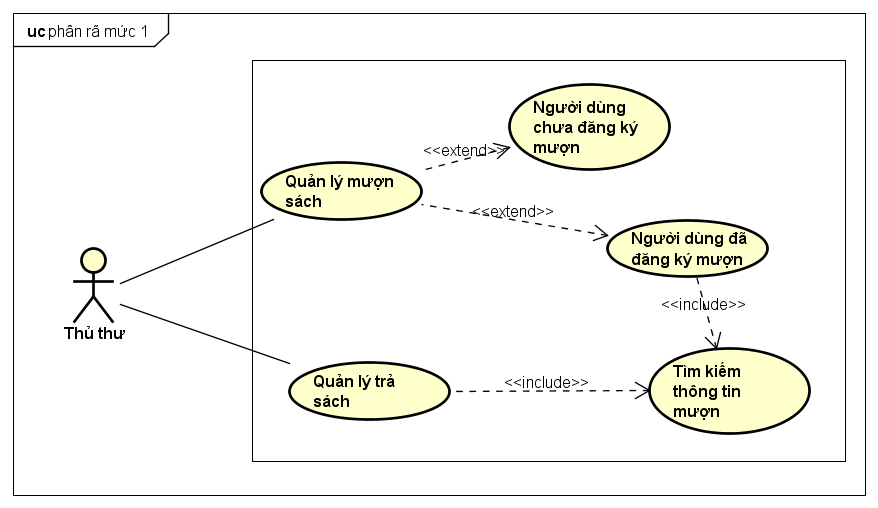 uc phân rã mức 1
Người dùng
chưa đăng ký
mượn
<<extend>>
Quản lý mượn
sách
<<extend>>
Người dùng đã
đăng ký mượn
<<include>>
Thủ thư
Quản lý trả
sách
<<include>>
Tìm kiếm
thông tin
mượn